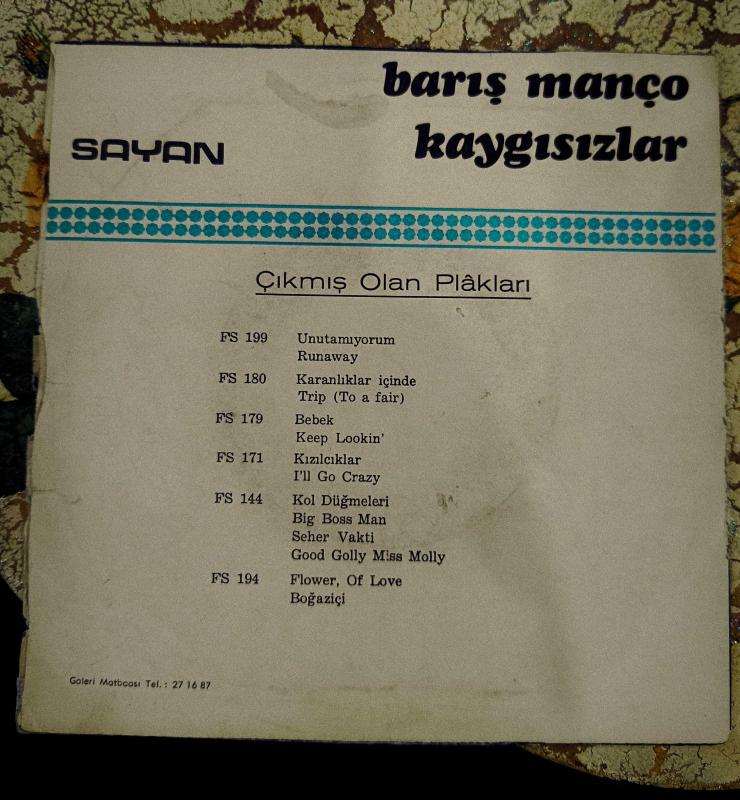 barış manço
kaygısızlar
SAYAN
Çıkmış Olan Plâkları
FS 199 Unutamıyorum
Runaway
FS 180 Karanlıklar içinde
Trip (To a fair)
FS 179 Bebek
Keep Lookin'
FS 171 Kızılcıklar
I'll Go Crazy
FS 144 Kol Düğmeleri
Big Boss Man
Seher Vakti
Good Golly Miss Molly
FS 194 Flower, Of Love
Boğaziçi
Galeri Matbaası Tel. : 27 16 87